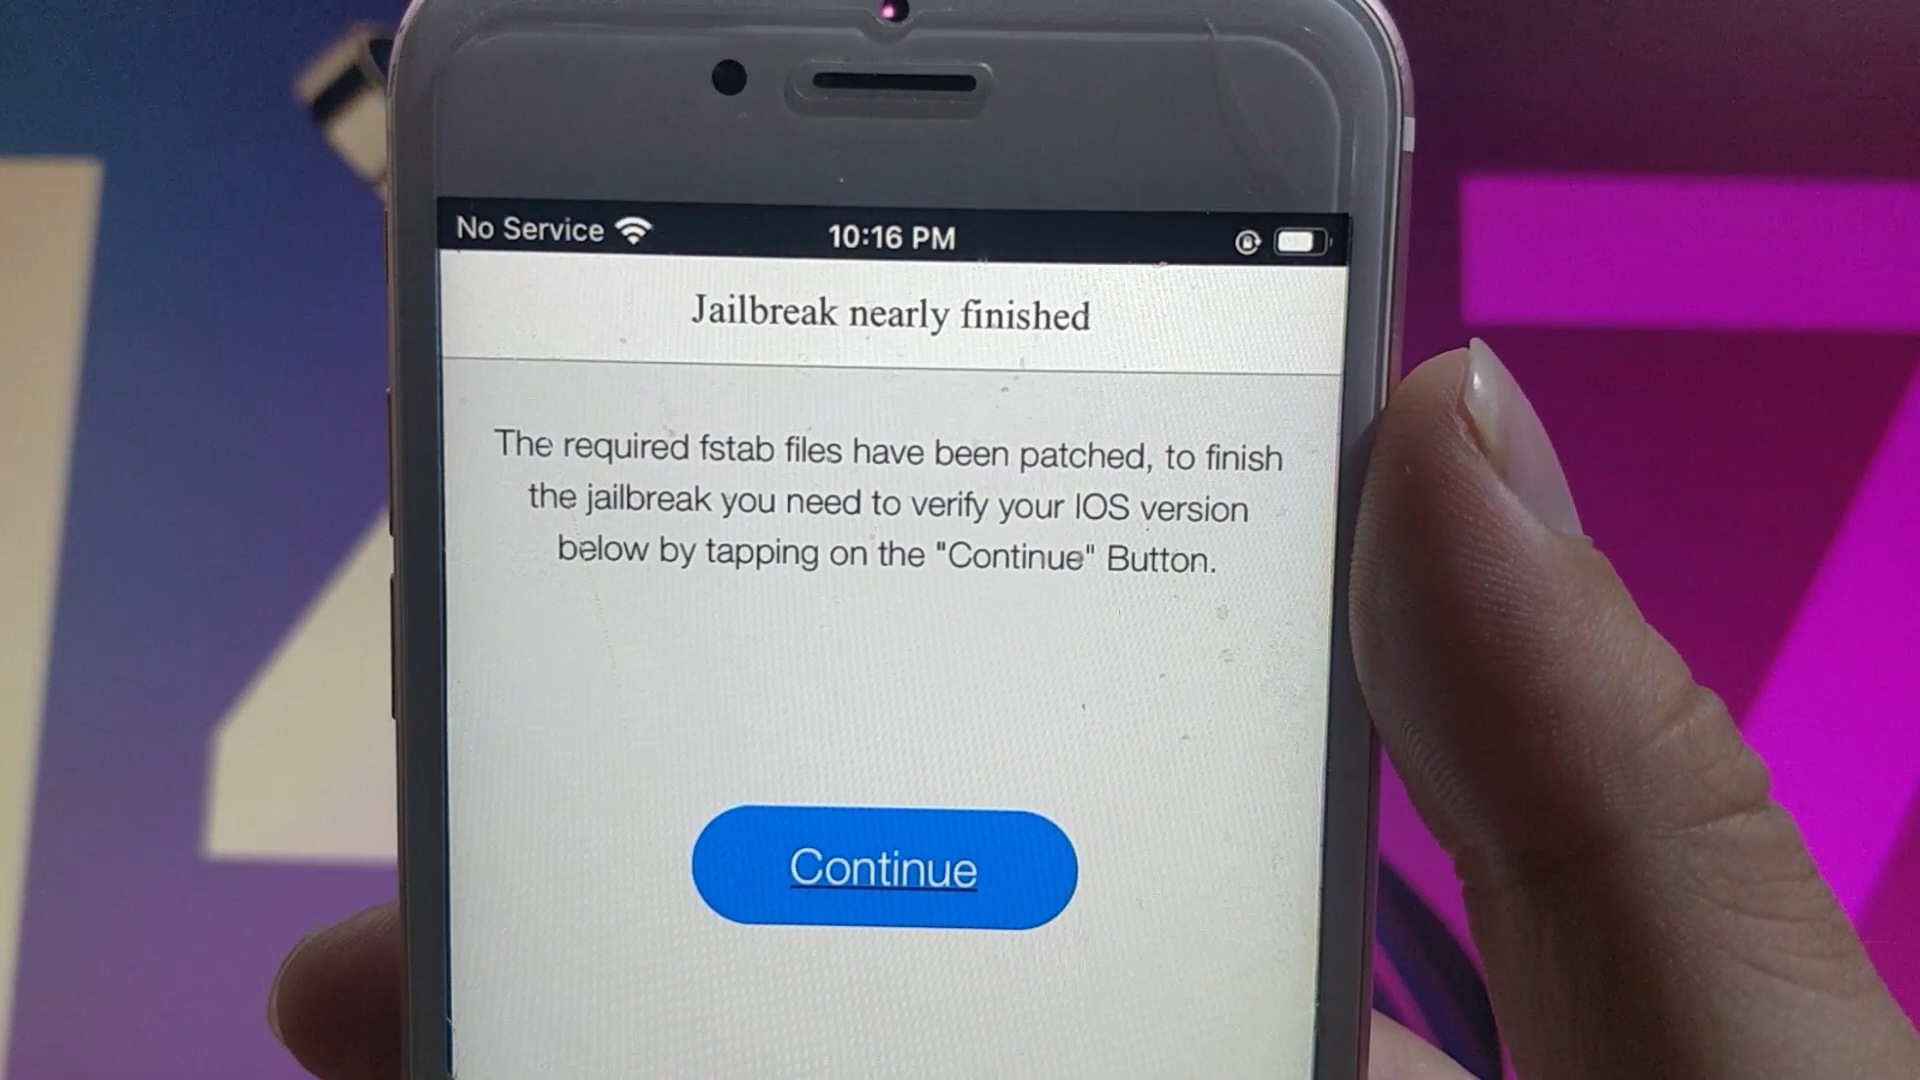 No Service
10:16 PM
Jailbreak nearly finished
The required fstab files have been patched, to finish
the jailbreak you need to verify your IOS version
below by tapping on the "Continue" Button.
Continue